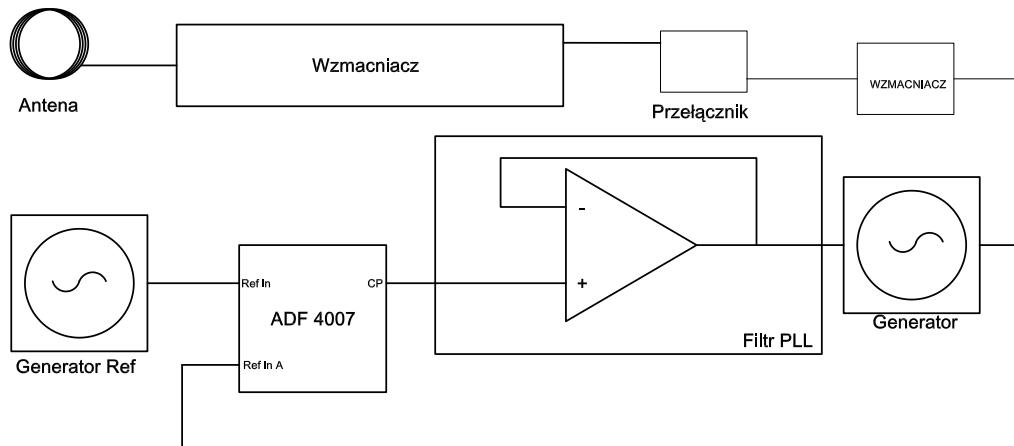 Wzmacniacz
WZMACNIACZ
Antena
Przełącznik
-
+
Ref In
CP
ADF 4007
Ref In A
Generator Ref
Filtr PLL
Generator